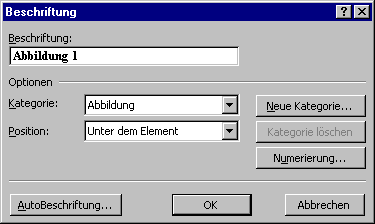 Beschriftung
Beschriftung:
Abbildung 1
Optionen
Kategorie: Abbildung Neue Kategorie...
Kategorie löschen
Position: Unter dem Element
Numerierung...
AutoBeschriftung... OK Abbrechen